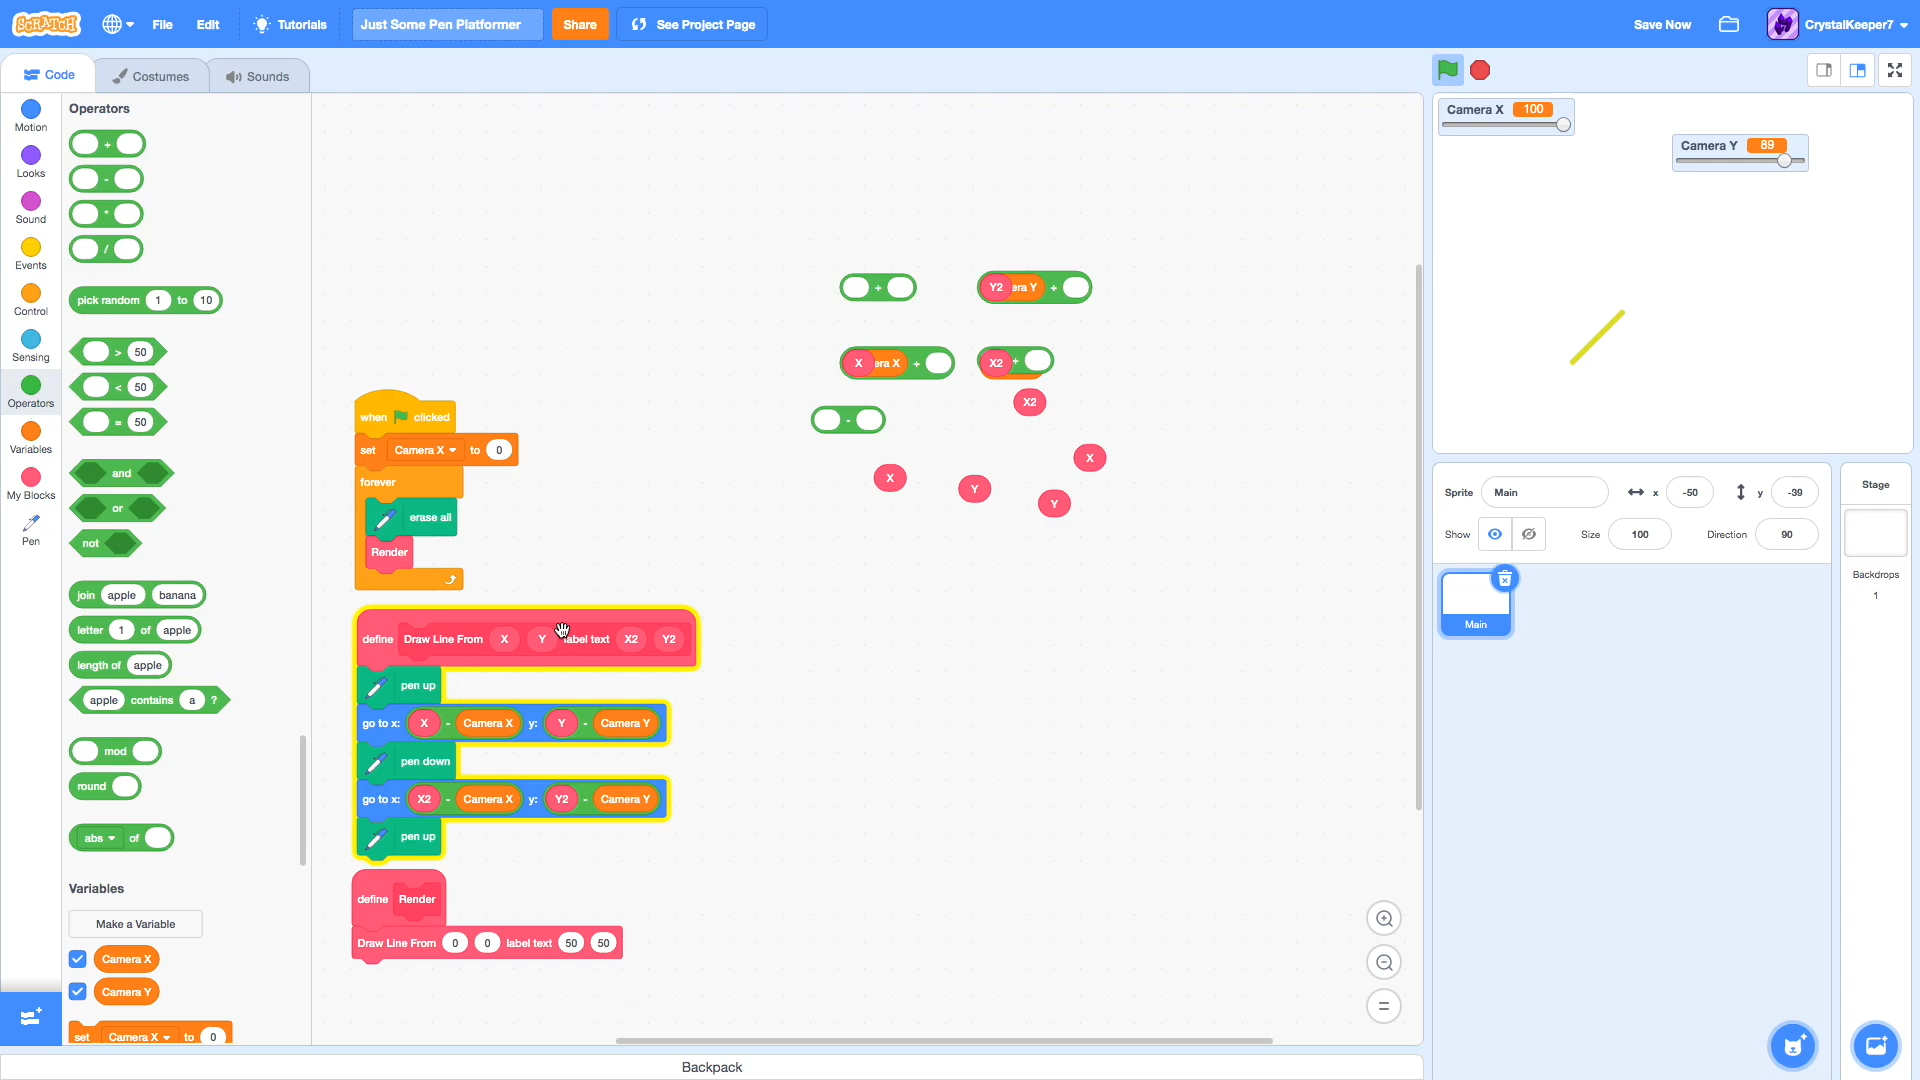 SCRATCH File Edit Tutorials Just Some Pen Platformer Share See Project Page Save Now CrystalKeeper7
Code Costumes Sounds
Motion
Looks
Sound
Events
Control
Sensing
Operators
Variables
My Blocks
Pen
Operators
+
-
*
/
pick random 1 to 10
> 50
< 50
= 50
and
or
not
join apple banana
letter 1 of apple
length of apple
apple contains a ?
mod
round
abs of
Variables
Make a Variable
Camera X
Camera Y
set Camera X to 0
when clicked
set Camera X to 0
forever
erase all
Render
define Draw Line From X Y label text X2 Y2
pen up
go to x: X - Camera X y: Y - Camera Y
pen down
go to x: X2 - Camera X y: Y2 - Camera Y
pen up
define Render
Draw Line From 0 0 label text 50 50
+ Y2 era Y +
X era X + X2 +
X2
-
X
X
Y
Y
Camera X 100
Camera Y 89
Sprite Main x -50 y -39
Show Size 100 Direction 90
Main
Stage
Backdrops
1
Backpack